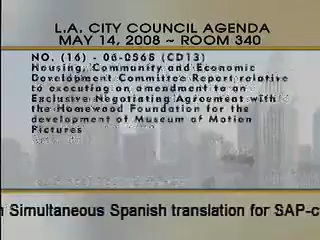 L.A. CITY COUNCIL AGENDA
MAY 14, 2008 ~ ROOM 340
NO. (16) - 06-0565 (CD13)
Housing, Community and Economic
Development Committee's Report relative
to executing an amendment to an
Exclusive Negotiating Agreement with
the Homewood Foundation for the
development of Museum of Motion
Pictures
n Simultaneous Spanish translation for SAP-c